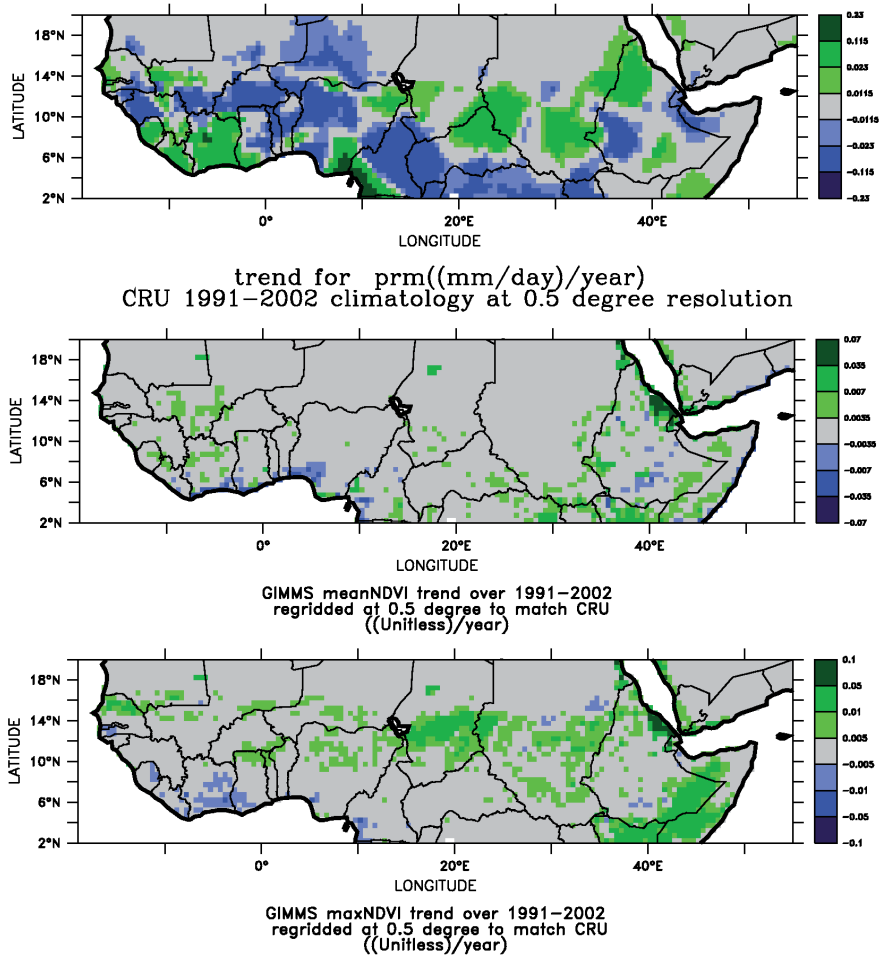 18°N
14°N
10°N
6°N
2°N
LATITUDE
0°
20°E
40°E
LONGITUDE
0.23
0.115
0.023
0.0115
−0.0115
−0.023
−0.115
−0.23
trend for prm((mm/day)/year)
CRU 1991−2002 climatology at 0.5 degree resolution
18°N
14°N
10°N
6°N
2°N
LATITUDE
0°
20°E
40°E
LONGITUDE
0.07
0.035
0.007
0.0035
−0.0035
−0.007
−0.035
−0.07
GIMMS meanNDVI trend over 1991−2002
regridded at 0.5 degree to match CRU
((Unitless)/year)
18°N
14°N
10°N
6°N
2°N
LATITUDE
0°
20°E
40°E
LONGITUDE
0.1
0.05
0.01
0.005
−0.005
−0.01
−0.05
−0.1
GIMMS maxNDVI trend over 1991−2002
regridded at 0.5 degree to match CRU
((Unitless)/year)